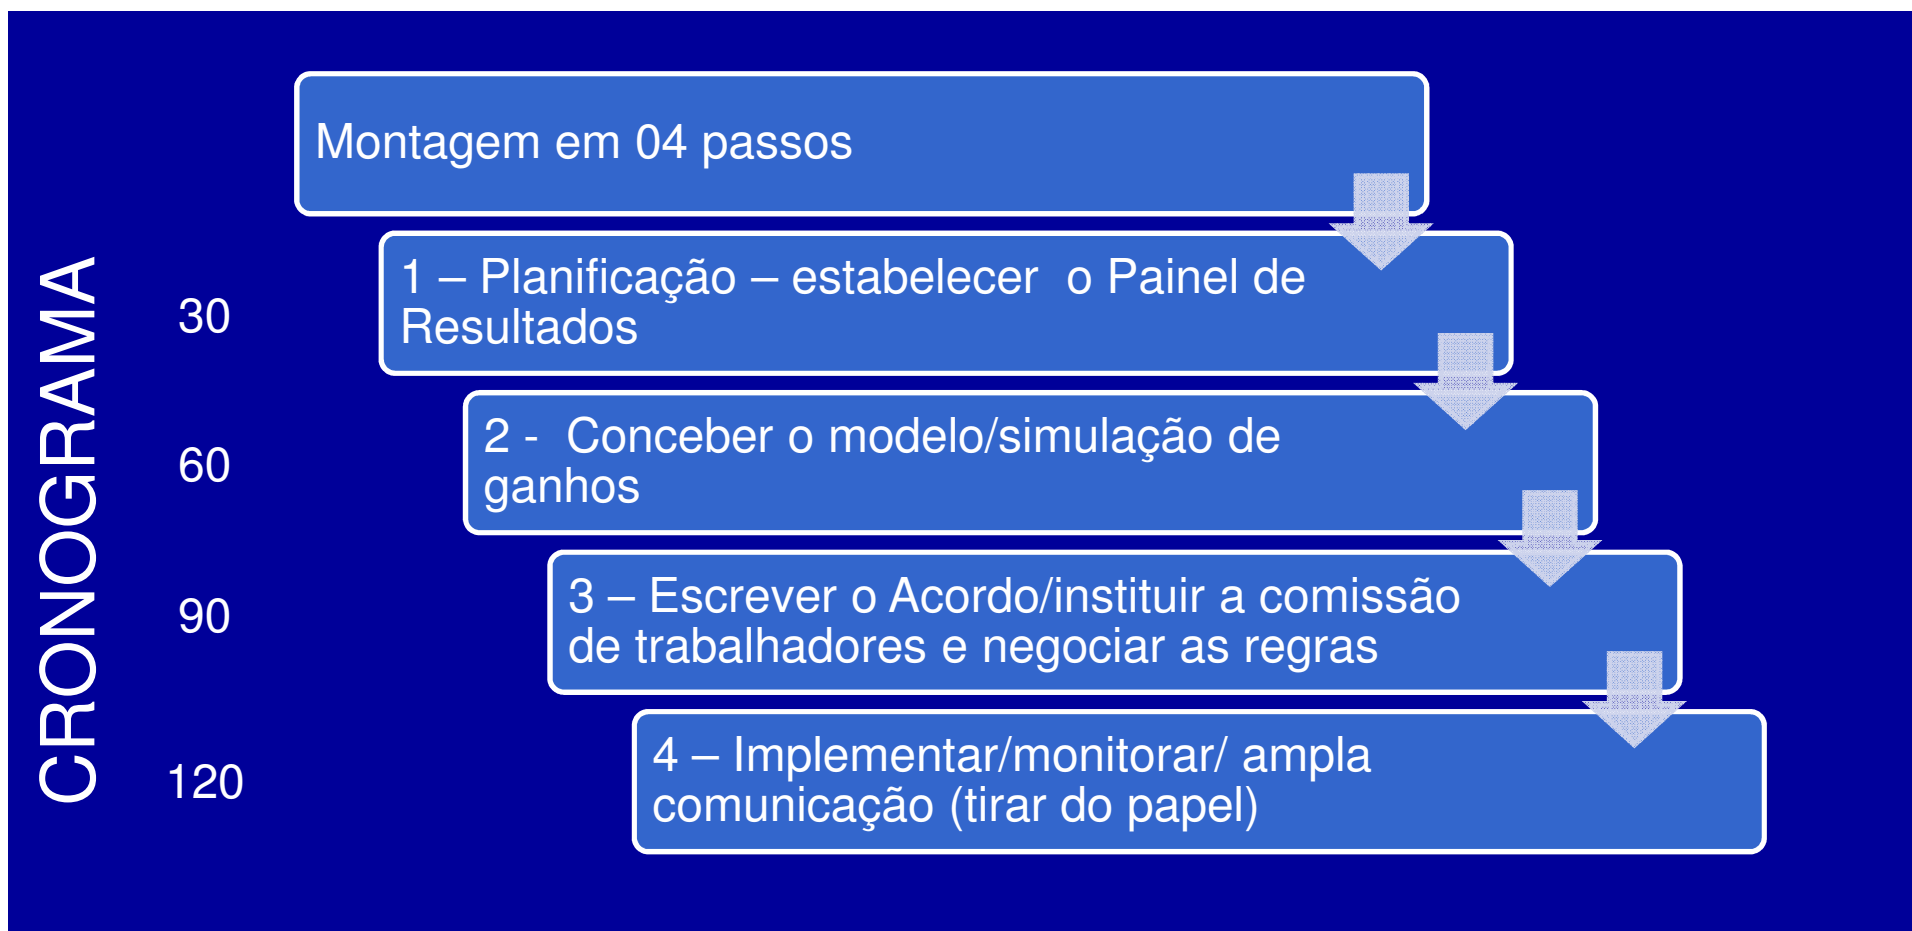 CRONOGRAMA
Montagem em 04 passos
30
1 – Planificação – estabelecer  o Painel de
Resultados
60
2 -  Conceber o modelo/simulação de
ganhos
90
3 – Escrever o Acordo/instituir a comissão
de trabalhadores e negociar as regras
120
4 – Implementar/monitorar/ ampla
comunicação (tirar do papel)